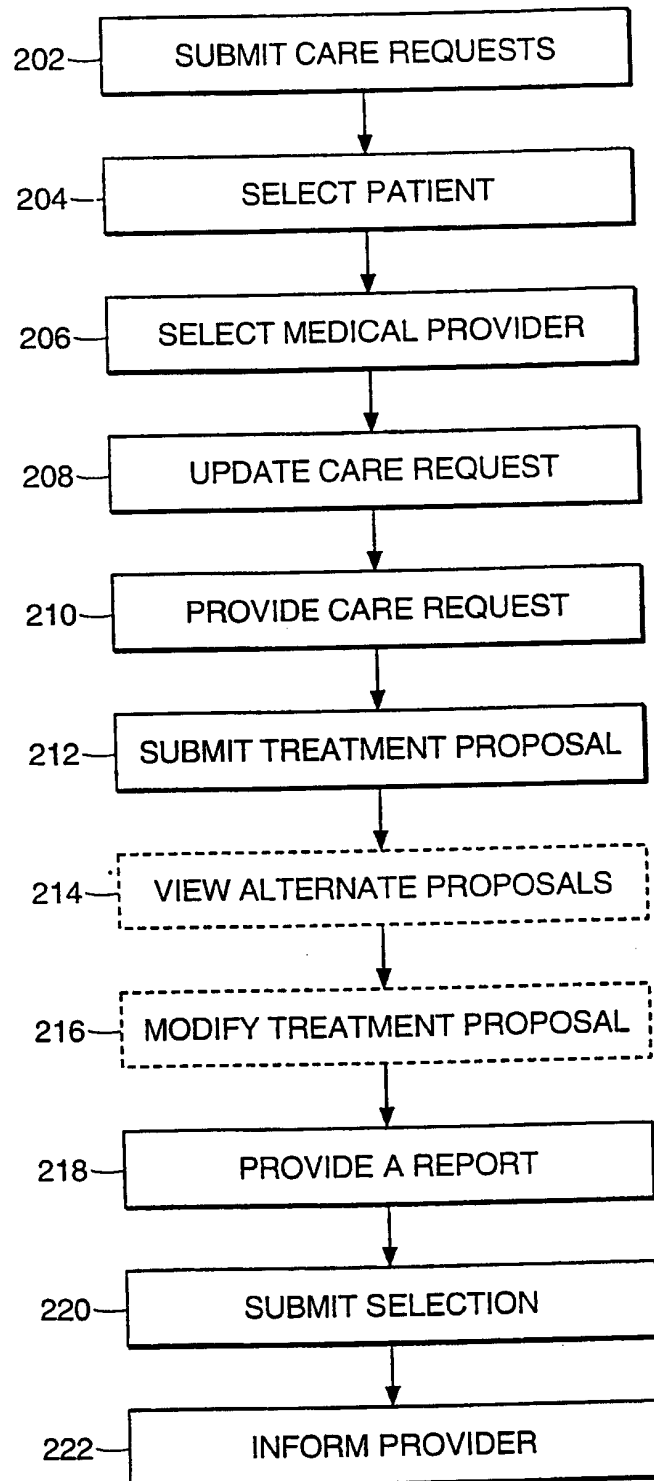 202 SUBMIT CARE REQUESTS
204 SELECT PATIENT
206 SELECT MEDICAL PROVIDER
208 UPDATE CARE REQUEST
210 PROVIDE CARE REQUEST
212 SUBMIT TREATMENT PROPOSAL
214 VIEW ALTERNATE PROPOSALS
216 MODIFY TREATMENT PROPOSAL
218 PROVIDE A REPORT
220 SUBMIT SELECTION
222 INFORM PROVIDER